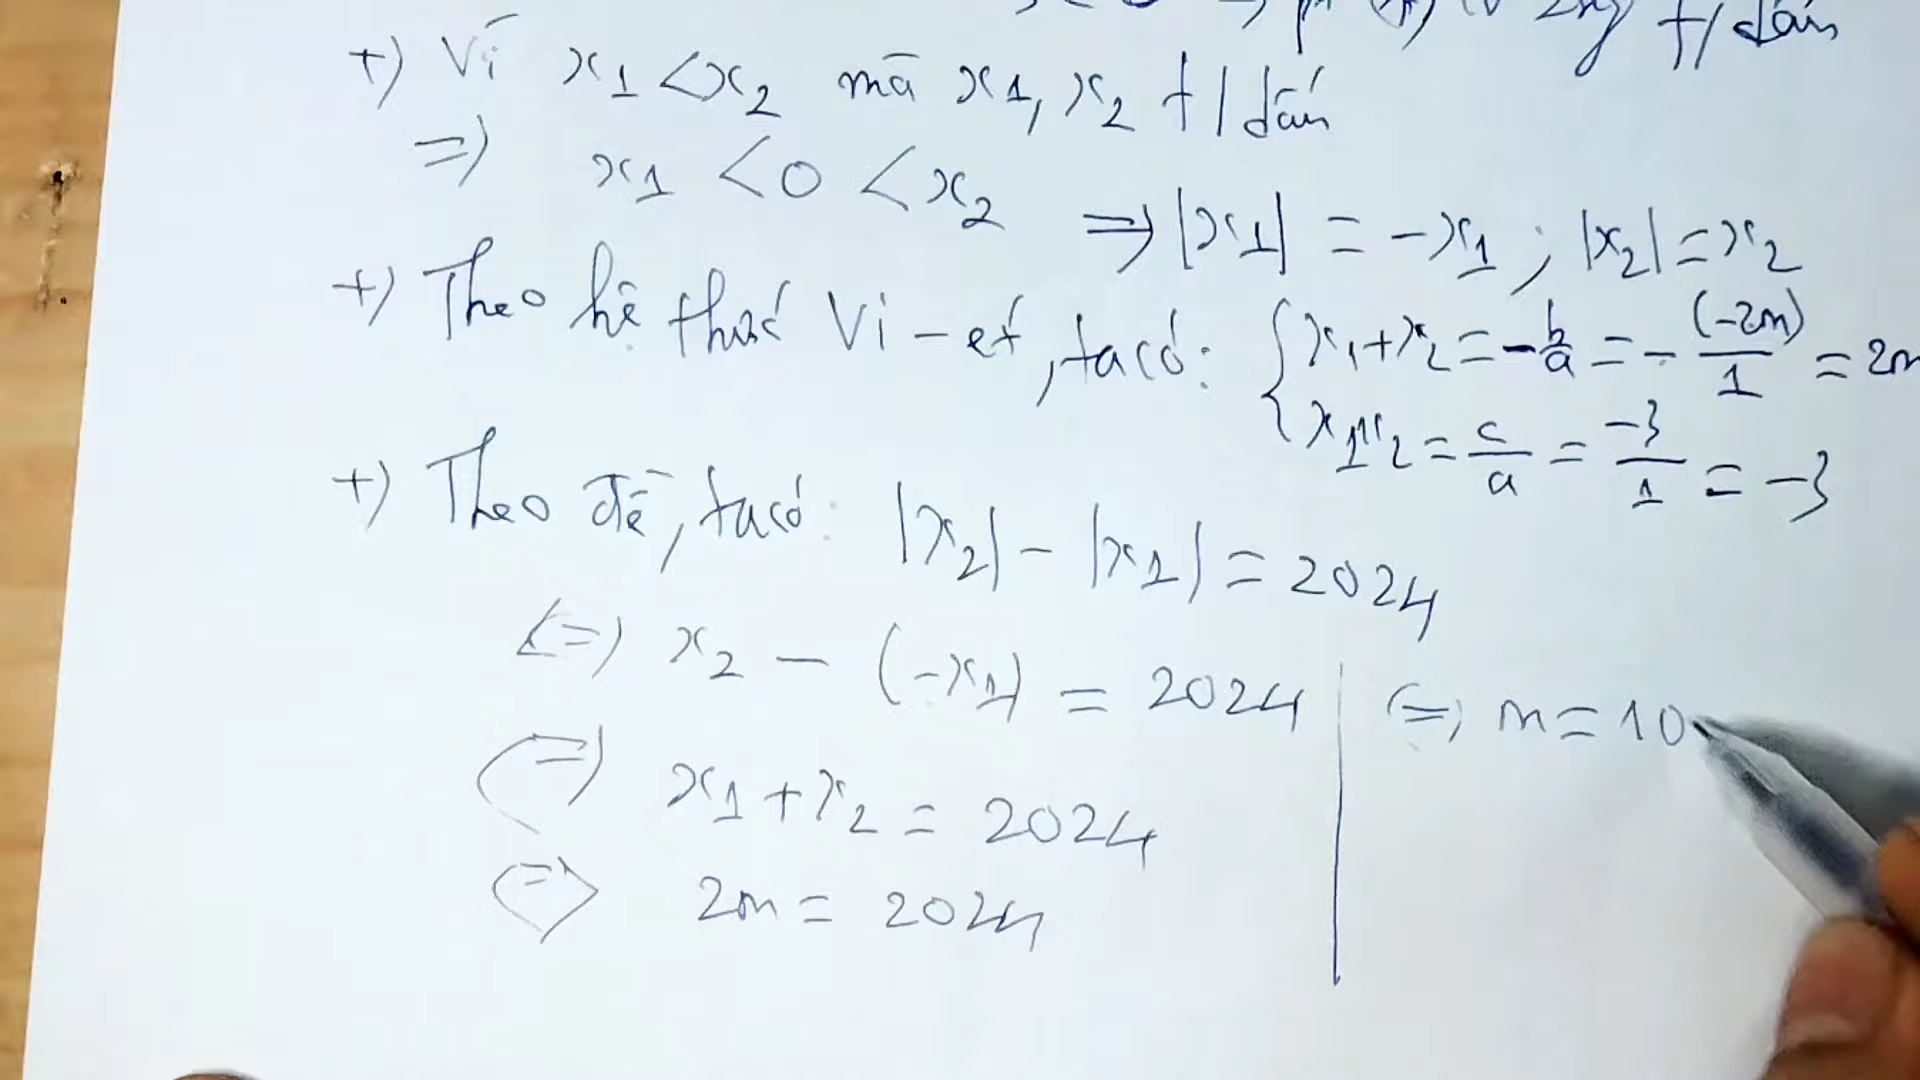 t/dấu
+) Vì x₁ < x₂ mà x₁, x₂ t/dấu
=> x₁ < 0 < x₂ => |x₁| = -x₁ ; |x₂| = x₂
+) Theo hệ thức Vi-ét, ta có: { x₁ + x₂ = -b/a = -(-2m)/1 = 2m
x₁x₂ = c/a = -3/1 = -3
+) Theo đề, ta có: |x₂| - |x₁| = 2024
<=> x₂ - (-x₁) = 2024
<=> x₁ + x₂ = 2024
<=> 2m = 2024
<=> m = 10